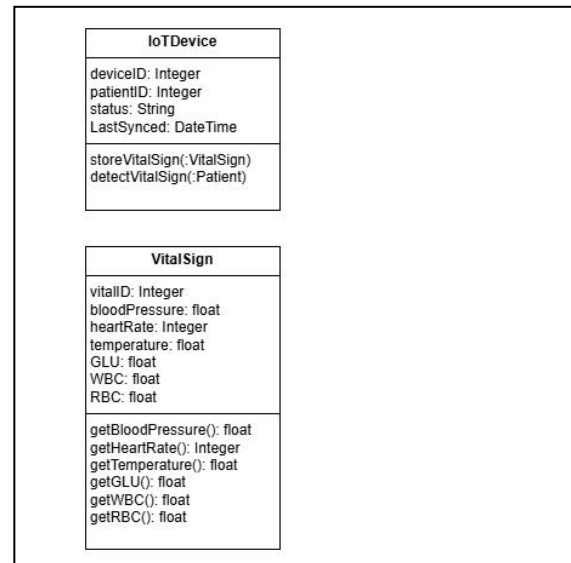 IoTDevice
deviceID: Integer
patientID: Integer
status: String
LastSynced: DateTime
storeVitalSign(:VitalSign)
detectVitalSign(:Patient)
VitalSign
vitalID: Integer
bloodPressure: float
heartRate: Integer
temperature: float
GLU: float
WBC: float
RBC: float
getBloodPressure(): float
getHeartRate(): Integer
getTemperature(): float
getGLU(): float
getWBC(): float
getRBC(): float